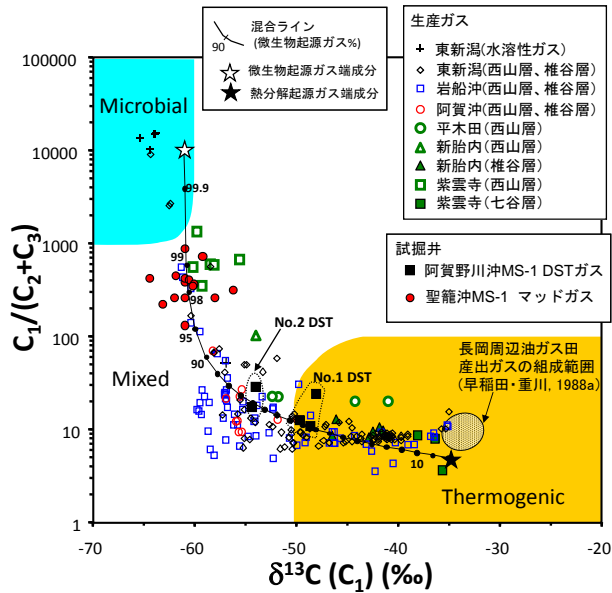 混合ライン
(微生物起源ガス%)
90
微生物起源ガス端成分
熱分解起源ガス端成分
生産ガス
東新潟(水溶性ガス)
東新潟(西山層、椎谷層)
岩船沖(西山層、椎谷層)
阿賀沖(西山層、椎谷層)
平木田(西山層)
新胎内(西山層)
新胎内(椎谷層)
紫雲寺(西山層)
紫雲寺(七谷層)
試掘井
阿賀野川沖MS-1 DSTガス
聖籠沖MS-1 マッドガス
100000
10000
1000
100
10
1
C1/(C2+C3)
Microbial
99.9
99
98
95
90
10
No.2 DST
No.1 DST
長岡周辺油ガス田
産出ガスの組成範囲
(早稲田・重川, 1988a)
Mixed
Thermogenic
-70
-60
-50
-40
-30
-20
δ13C (C1) (‰)